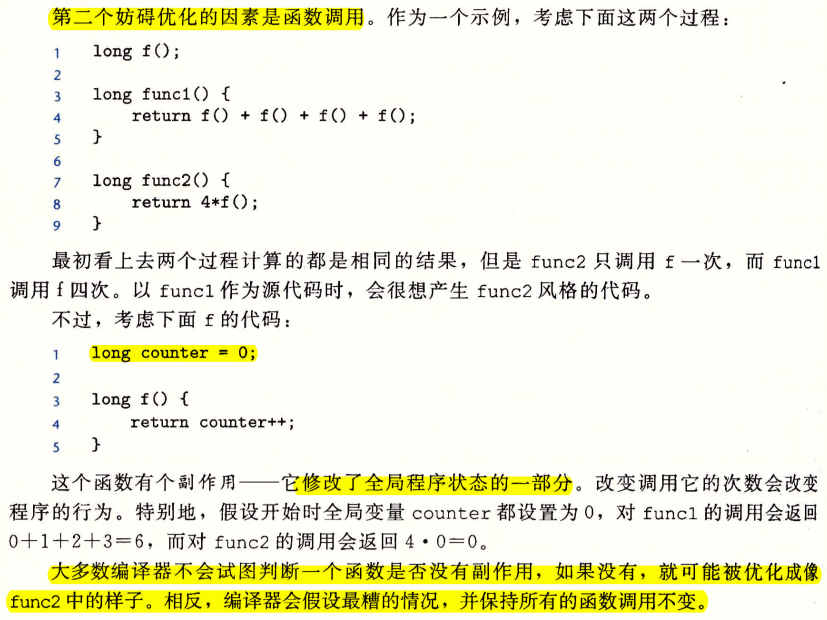 第二个妨碍优化的因素是函数调用。作为一个示例，考虑下面这两个过程：
1 long f();
2
3 long func1() {
4 return f() + f() + f() + f();
5 }
6
7 long func2() {
8 return 4*f();
9 }
最初看上去两个过程计算的都是相同的结果，但是 func2 只调用 f 一次，而 func1
调用 f 四次。以 func1 作为源代码时，会很想产生 func2 风格的代码。
不过，考虑下面 f 的代码：
1 long counter = 0;
2
3 long f() {
4 return counter++;
5 }
这个函数有个副作用——它修改了全局程序状态的一部分。改变调用它的次数会改变
程序的行为。特别地，假设开始时全局变量 counter 都设置为 0，对 func1 的调用会返回
0+1+2+3=6，而对 func2 的调用会返回 4·0=0。
大多数编译器不会试图判断一个函数是否没有副作用，如果没有，就可能被优化成像
func2 中的样子。相反，编译器会假设最糟的情况，并保持所有的函数调用不变。